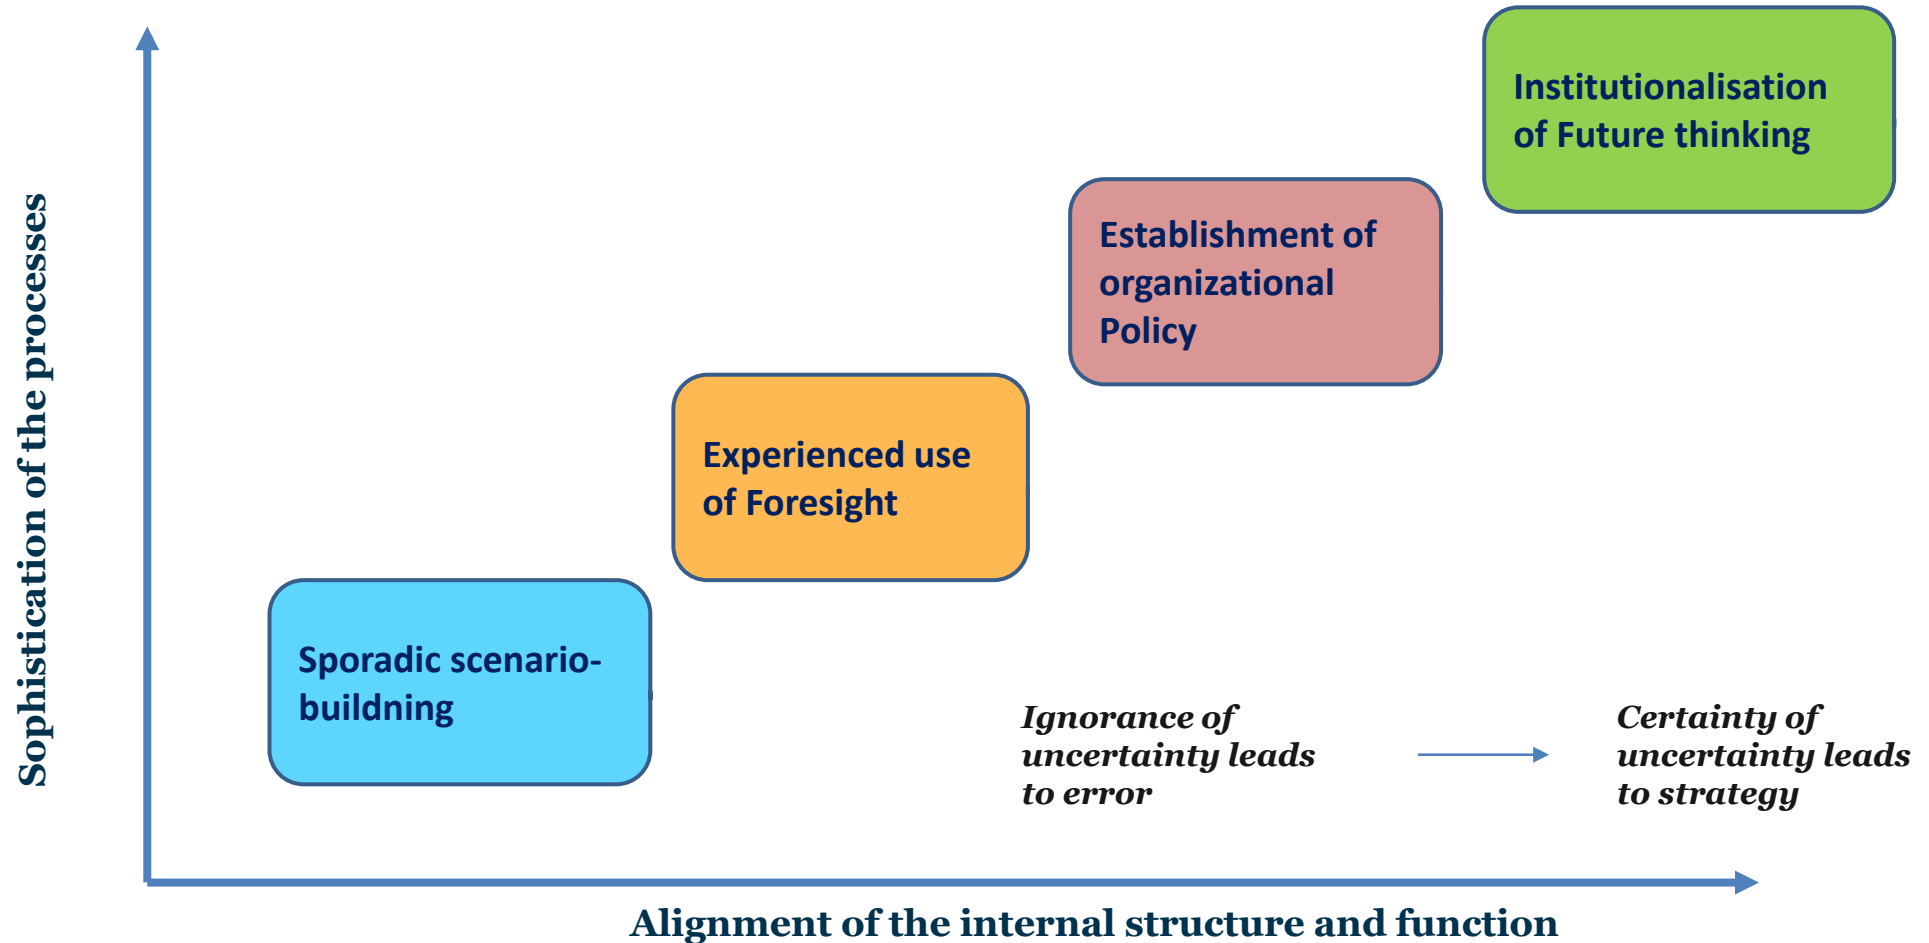 Institutionalisation
of Future thinking
Establishment of
organizational
Policy
Experienced use
of Foresight
Sporadic scenario-
buildning
Ignorance of
uncertainty leads
to error
Certainty of
uncertainty leads
to strategy
Sophistication of the processes
Alignment of the internal structure and function